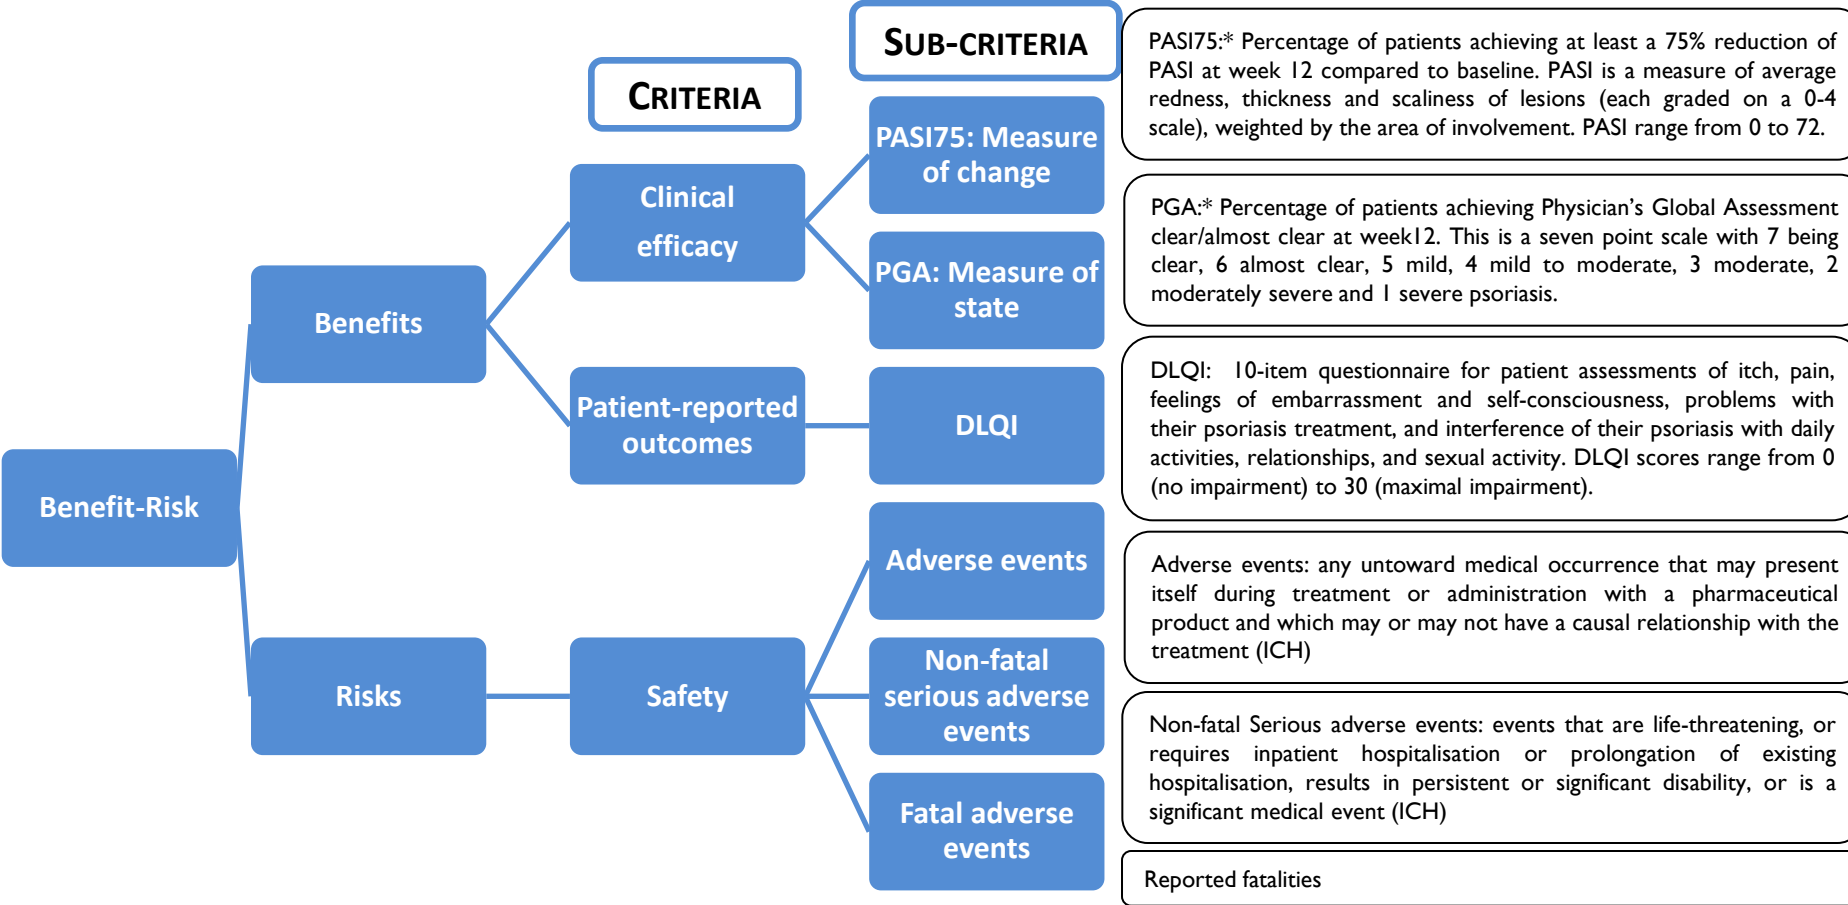 SUB-CRITERIA
CRITERIA
PASI75: Measure
of change
Clinical
efficacy
PGA: Measure of
state
Benefits
Patient-reported
outcomes
DLQI
Benefit-Risk
Adverse events
Risks
Safety
Non-fatal
serious adverse
events
Fatal adverse
events
PASI75:* Percentage of patients achieving at least a 75% reduction of
PASI at week 12 compared to baseline. PASI is a measure of average
redness, thickness and scaliness of lesions (each graded on a 0-4
scale), weighted by the area of involvement. PASI range from 0 to 72.
PGA:* Percentage of patients achieving Physician's Global Assessment
clear/almost clear at week12. This is a seven point scale with 7 being
clear, 6 almost clear, 5 mild, 4 mild to moderate, 3 moderate, 2
moderately severe and 1 severe psoriasis.
DLQI: 10-item questionnaire for patient assessments of itch, pain,
feelings of embarrassment and self-consciousness, problems with
their psoriasis treatment, and interference of their psoriasis with daily
activities, relationships, and sexual activity. DLQI scores range from 0
(no impairment) to 30 (maximal impairment).
Adverse events: any untoward medical occurrence that may present
itself during treatment or administration with a pharmaceutical
product and which may or may not have a causal relationship with the
treatment (ICH)
Non-fatal Serious adverse events: events that are life-threatening, or
requires inpatient hospitalisation or prolongation of existing
hospitalisation, results in persistent or significant disability, or is a
significant medical event (ICH)
Reported fatalities